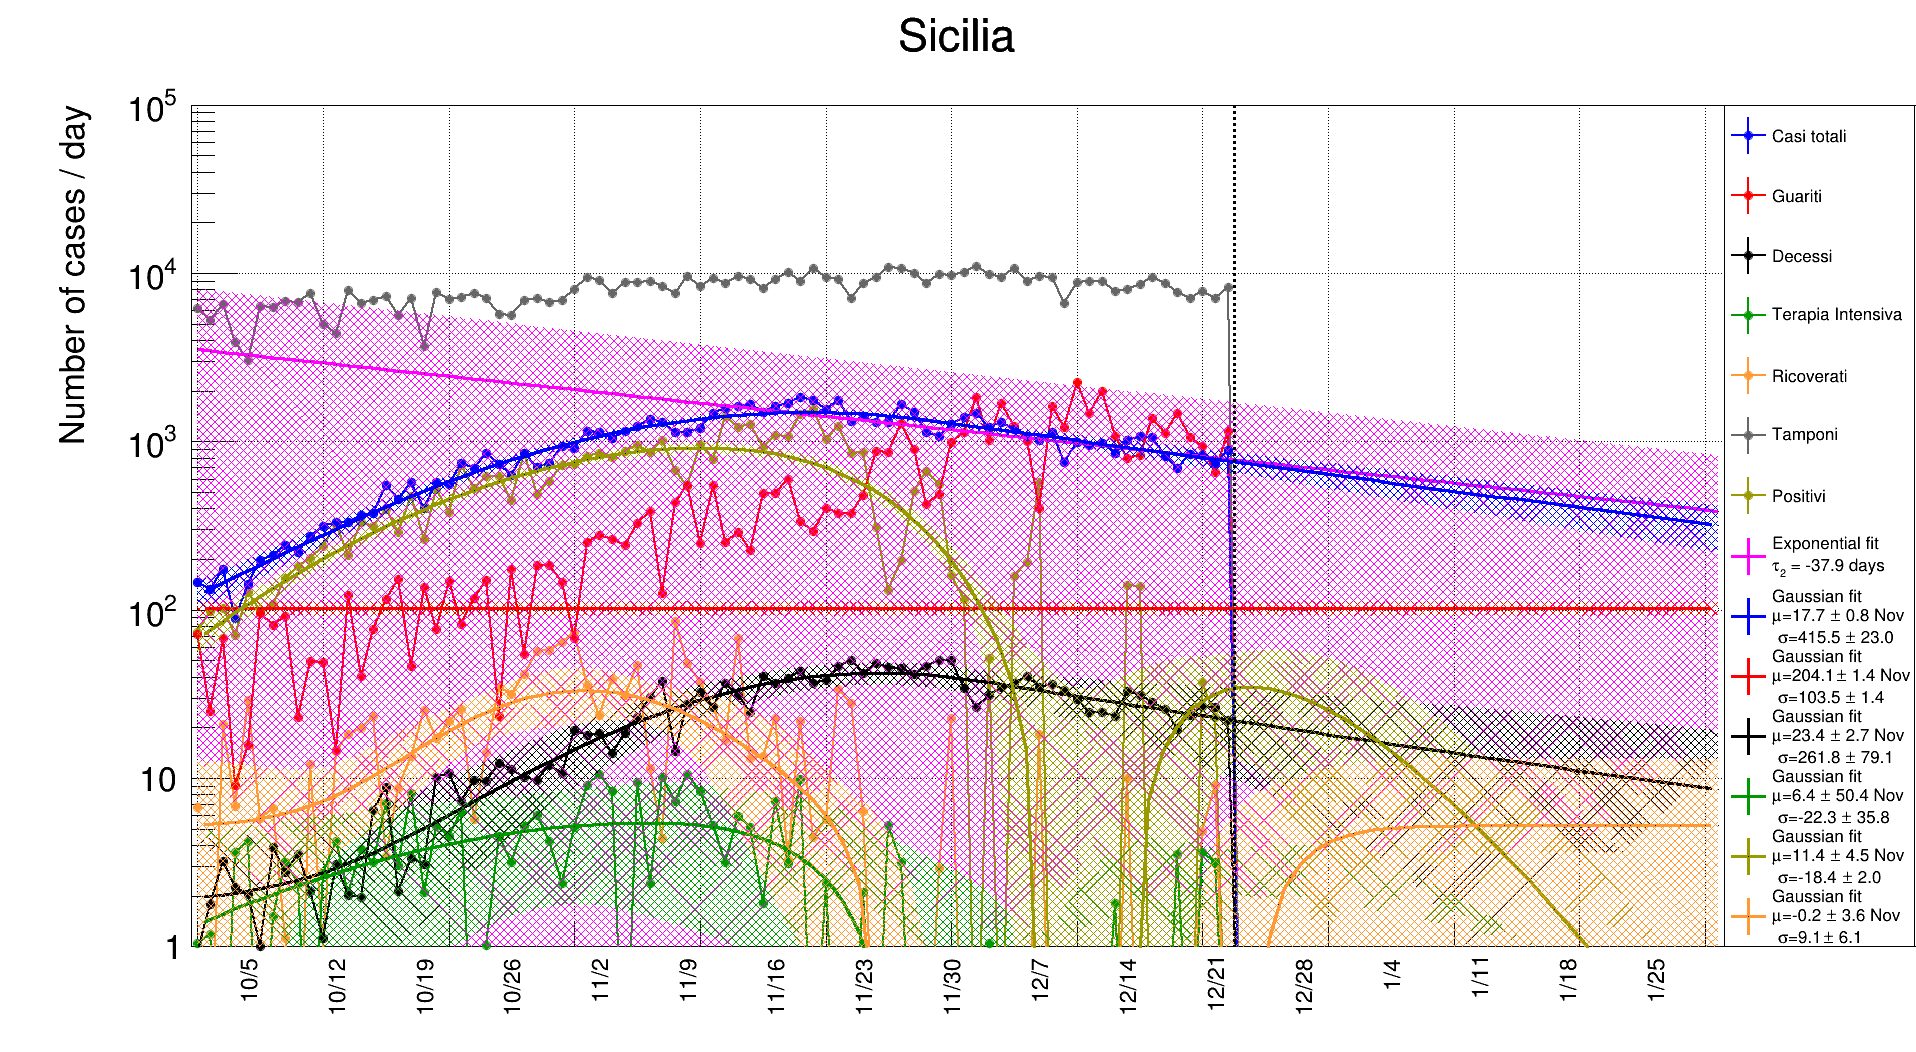 Sicilia
Number of cases / day
10^5
10^4
10^3
10^2
10
1
10/5
10/12
10/19
10/26
11/2
11/9
11/16
11/23
11/30
12/7
12/14
12/21
12/28
1/4
1/11
1/18
1/25
Casi totali
Guariti
Decessi
Terapia Intensiva
Ricoverati
Tamponi
Positivi
Exponential fit
τ₂ = -37.9 days
Gaussian fit
μ=17.7 ± 0.8 Nov
σ=415.5 ± 23.0
Gaussian fit
μ=204.1 ± 1.4 Nov
σ=103.5 ± 1.4
Gaussian fit
μ=23.4 ± 2.7 Nov
σ=261.8 ± 79.1
Gaussian fit
μ=6.4 ± 50.4 Nov
σ=-22.3 ± 35.8
Gaussian fit
μ=11.4 ± 4.5 Nov
σ=-18.4 ± 2.0
Gaussian fit
μ=-0.2 ± 3.6 Nov
σ=9.1 ± 6.1